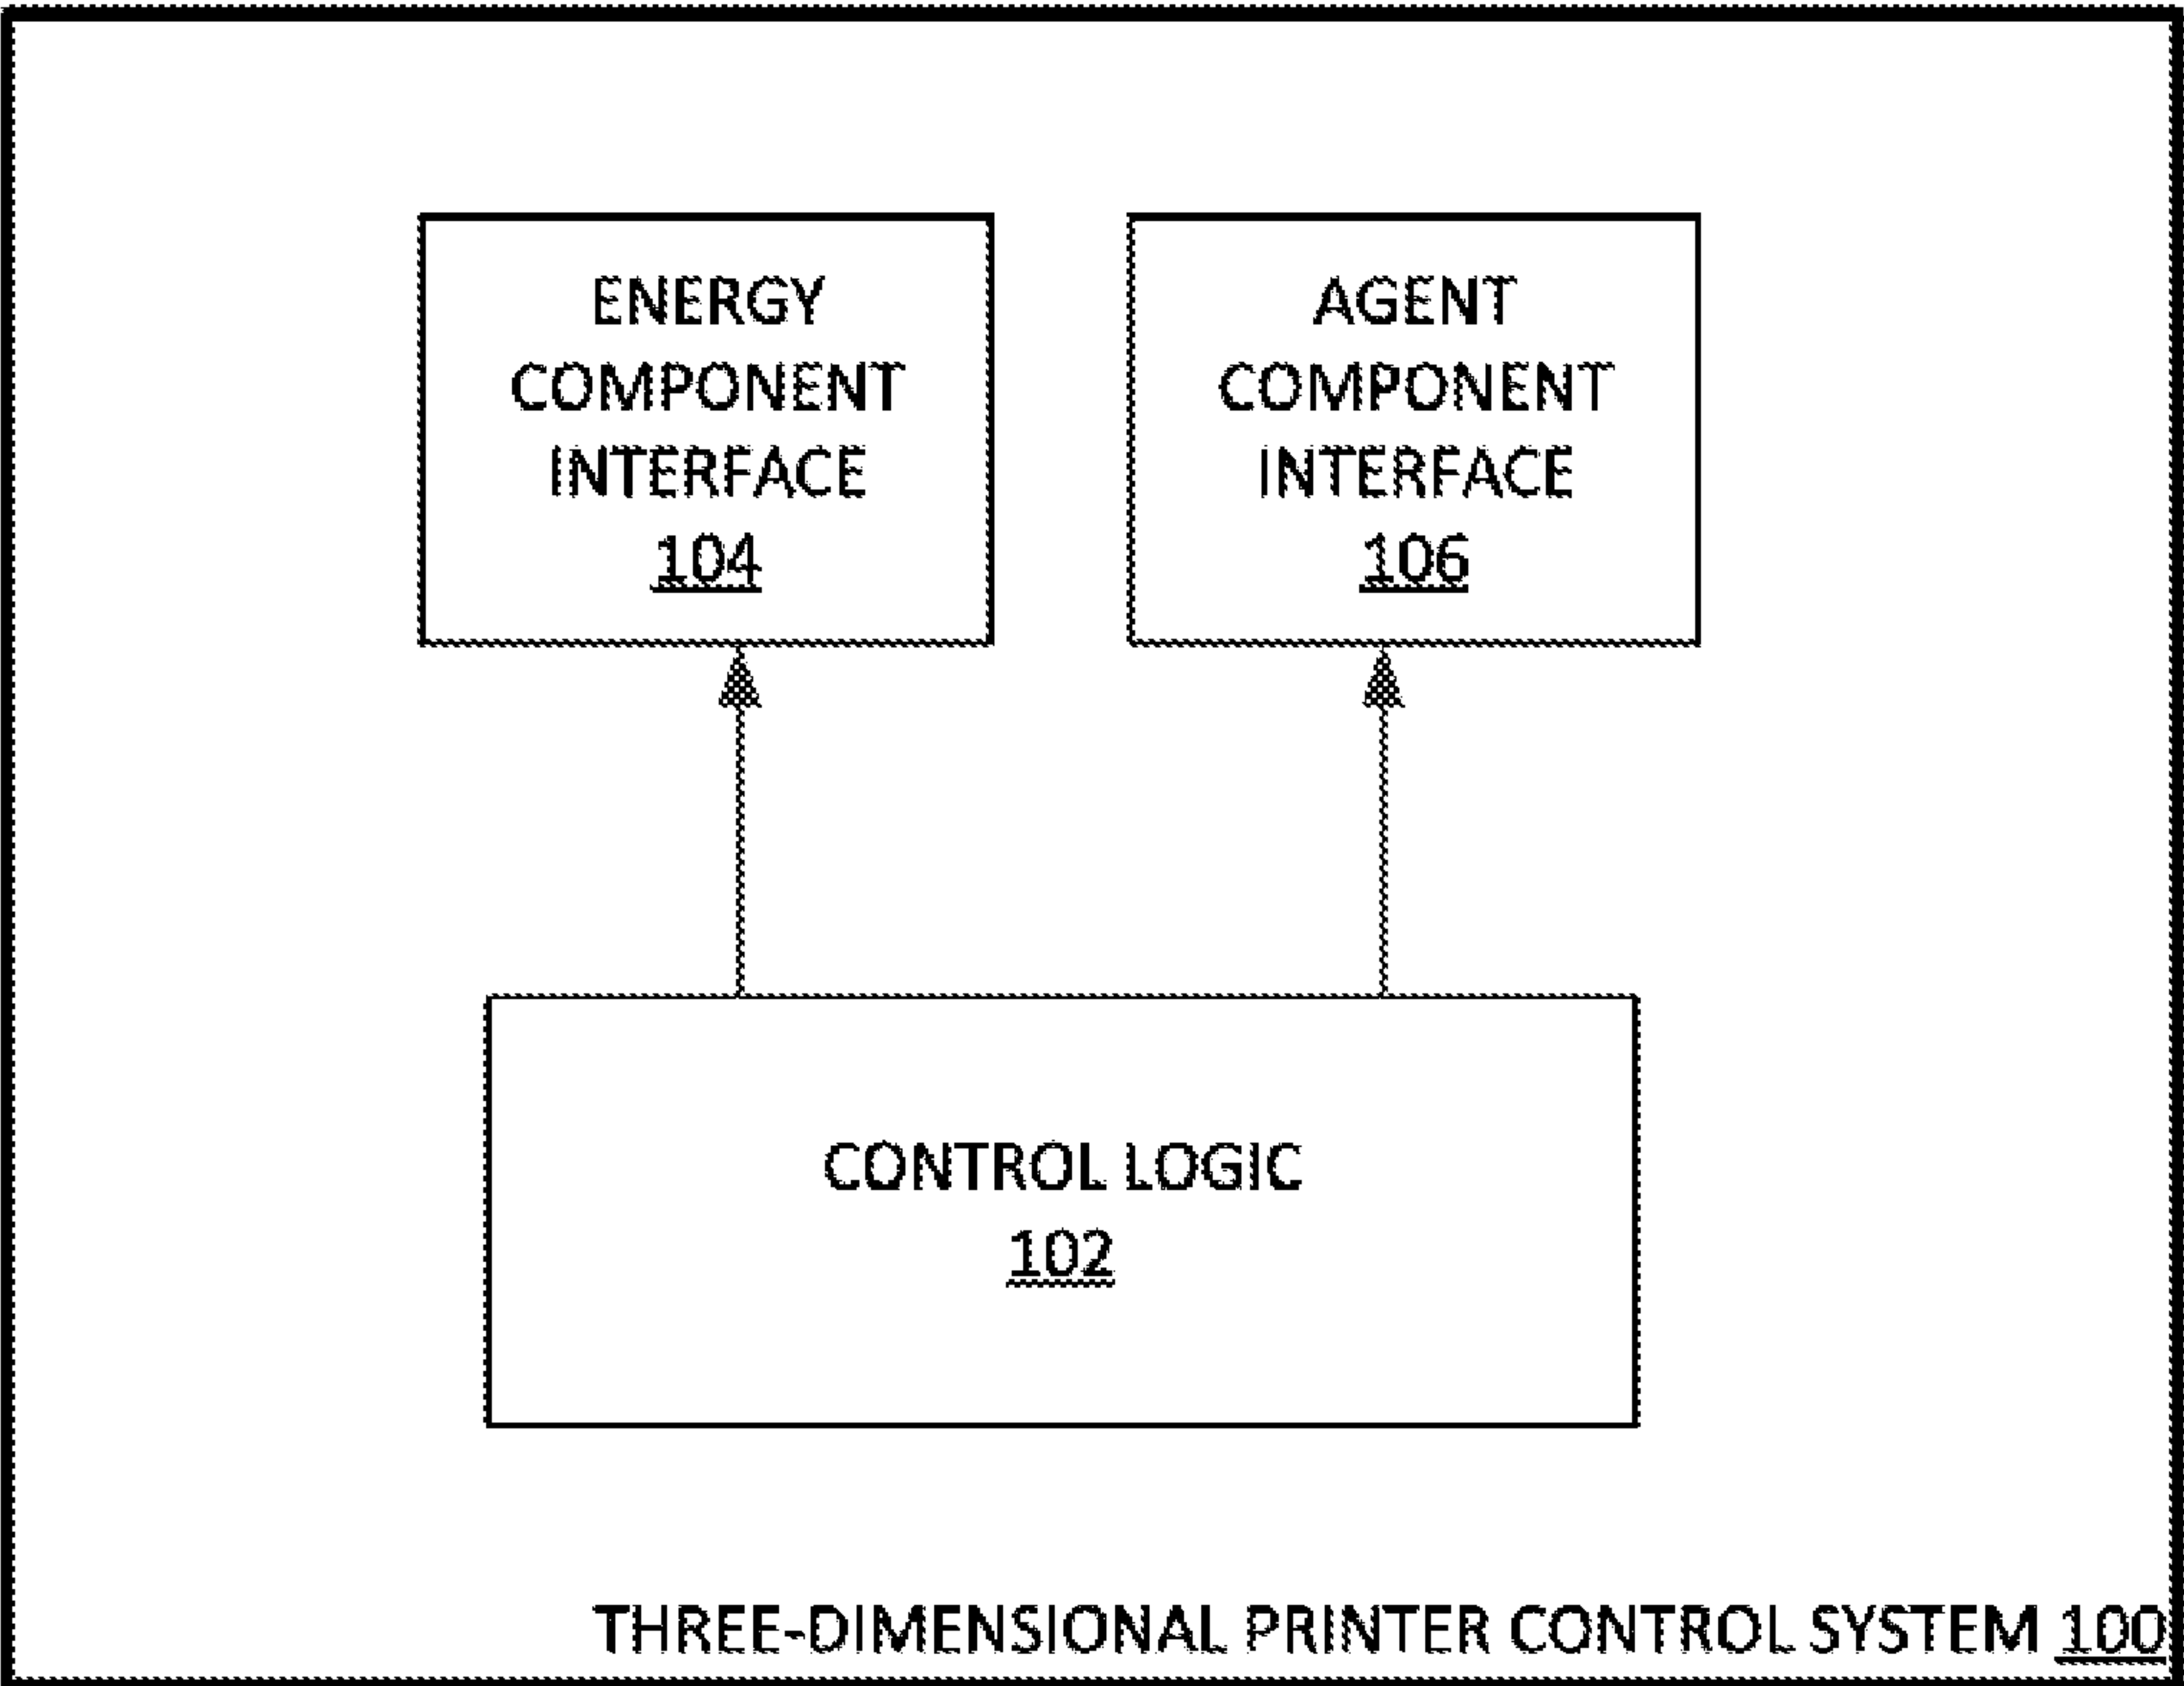 ENERGY
COMPONENT
INTERFACE
104
AGENT
COMPONENT
INTERFACE
106
CONTROL LOGIC
102
THREE-DIMENSIONAL PRINTER CONTROL SYSTEM 100